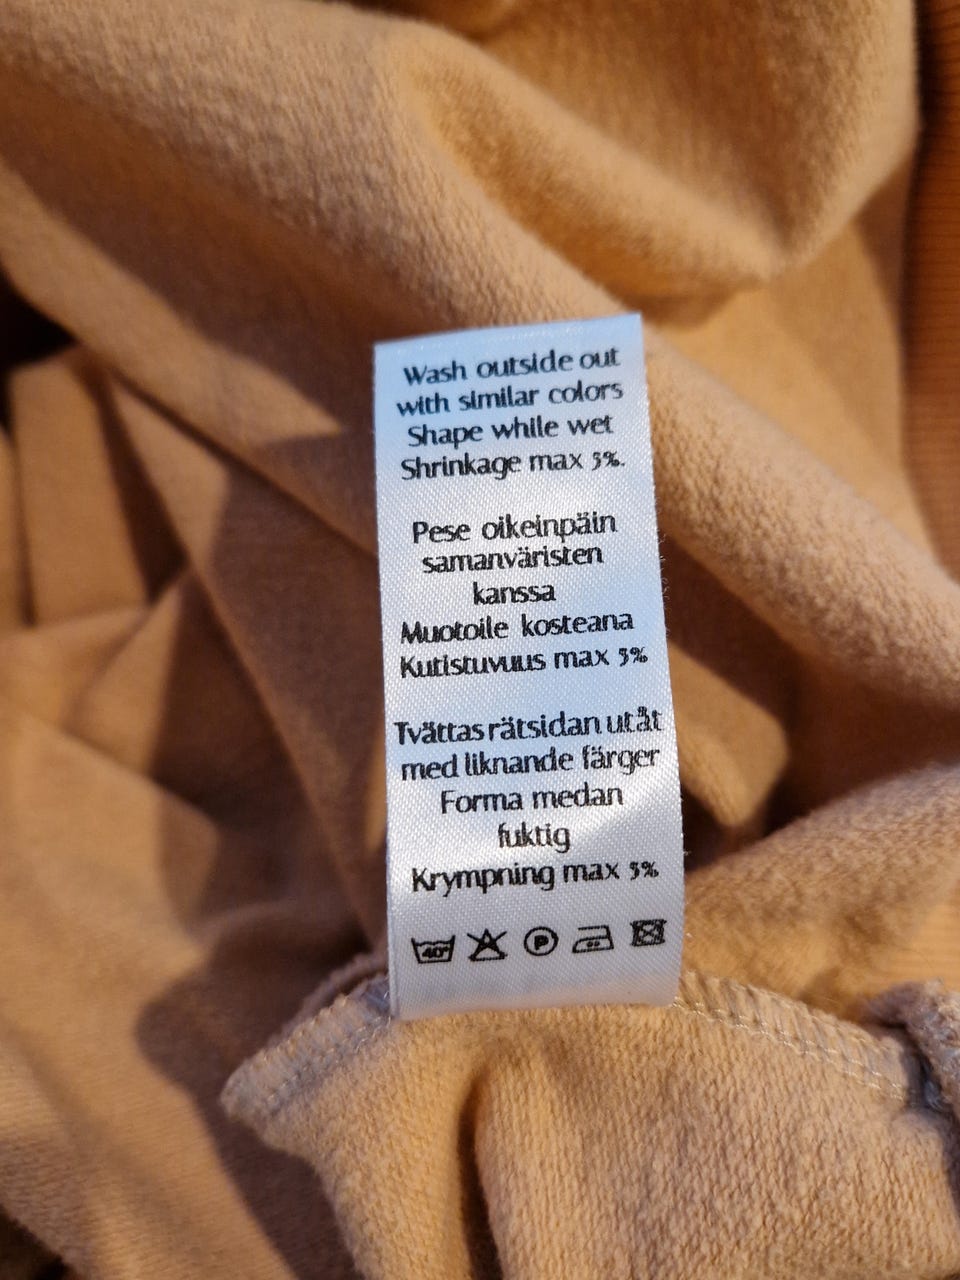 Wash outside out
with similar colors
Shape while wet
Shrinkage max 5%.
Pese oikeinpäin
samanväristen
kanssa
Muotoile kosteana
Kutistuvuus max 5%
Tvättas rätsidan utåt
med liknande färger
Forma medan
fuktig
Krympning max 5%
40° P